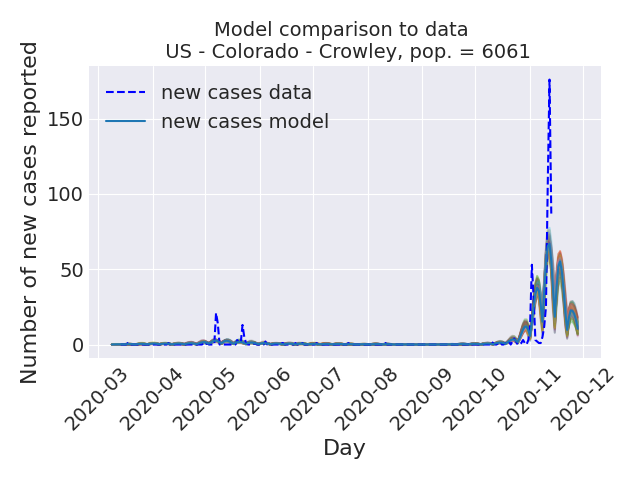 Model comparison to data
US - Colorado - Crowley, pop. = 6061
Number of new cases reported
new cases data
new cases model
150
100
50
0
2020-03
2020-04
2020-05
2020-06
2020-07
2020-08
2020-09
2020-10
2020-11
2020-12
Day